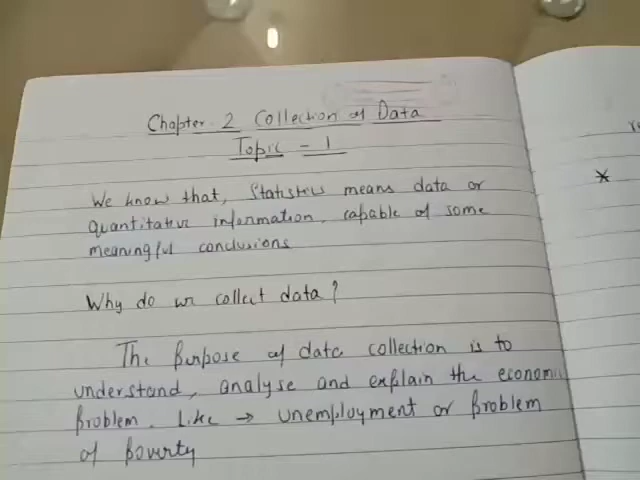 Chapter - 2 Collection of Data
Topic - 1
We know that, Statistics means data or
quantitative information, capable of some
meaningful conclusions
Why do we collect data?
The Purpose of data collection is to
understand, analyse and explain the economic
problem. Like → unemployment or problem
of poverty
*